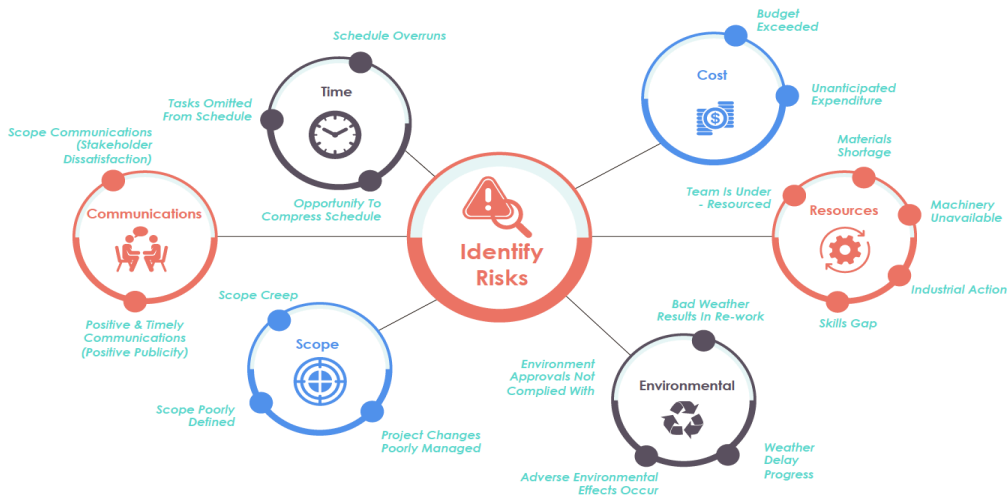 Budget
Exceeded
Schedule Overruns
Cost
Time
Unanticipated
Expenditure
Tasks Omitted
From Schedule
$
Scope Communications
(Stakeholder
Dissatisfaction)
Materials
Shortage
Opportunity To
Compress Schedule
Team Is Under
- Resourced
Communications
Resources
Machinery
Unavailable
Identify
Risks
Industrial Action
Scope Creep
Bad Weather
Results In Re-work
Skills Gap
Positive & Timely
Communications
(Positive Publicity)
Scope
Environment
Approvals Not
Complied With
Environmental
Scope Poorly
Defined
Project Changes
Poorly Managed
Weather
Delay
Progress
Adverse Environmental
Effects Occur